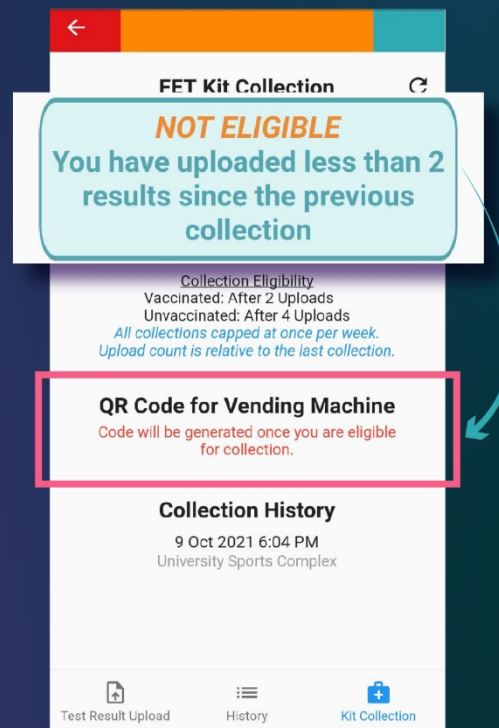 FET Kit Collection
NOT ELIGIBLE
You have uploaded less than 2
results since the previous
collection
Collection Eligibility
Vaccinated: After 2 Uploads
Unvaccinated: After 4 Uploads
All collections capped at once per week.
Upload count is relative to the last collection.
QR Code for Vending Machine
Code will be generated once you are eligible
for collection.
Collection History
9 Oct 2021 6:04 PM
University Sports Complex
Test Result Upload
History
Kit Collection